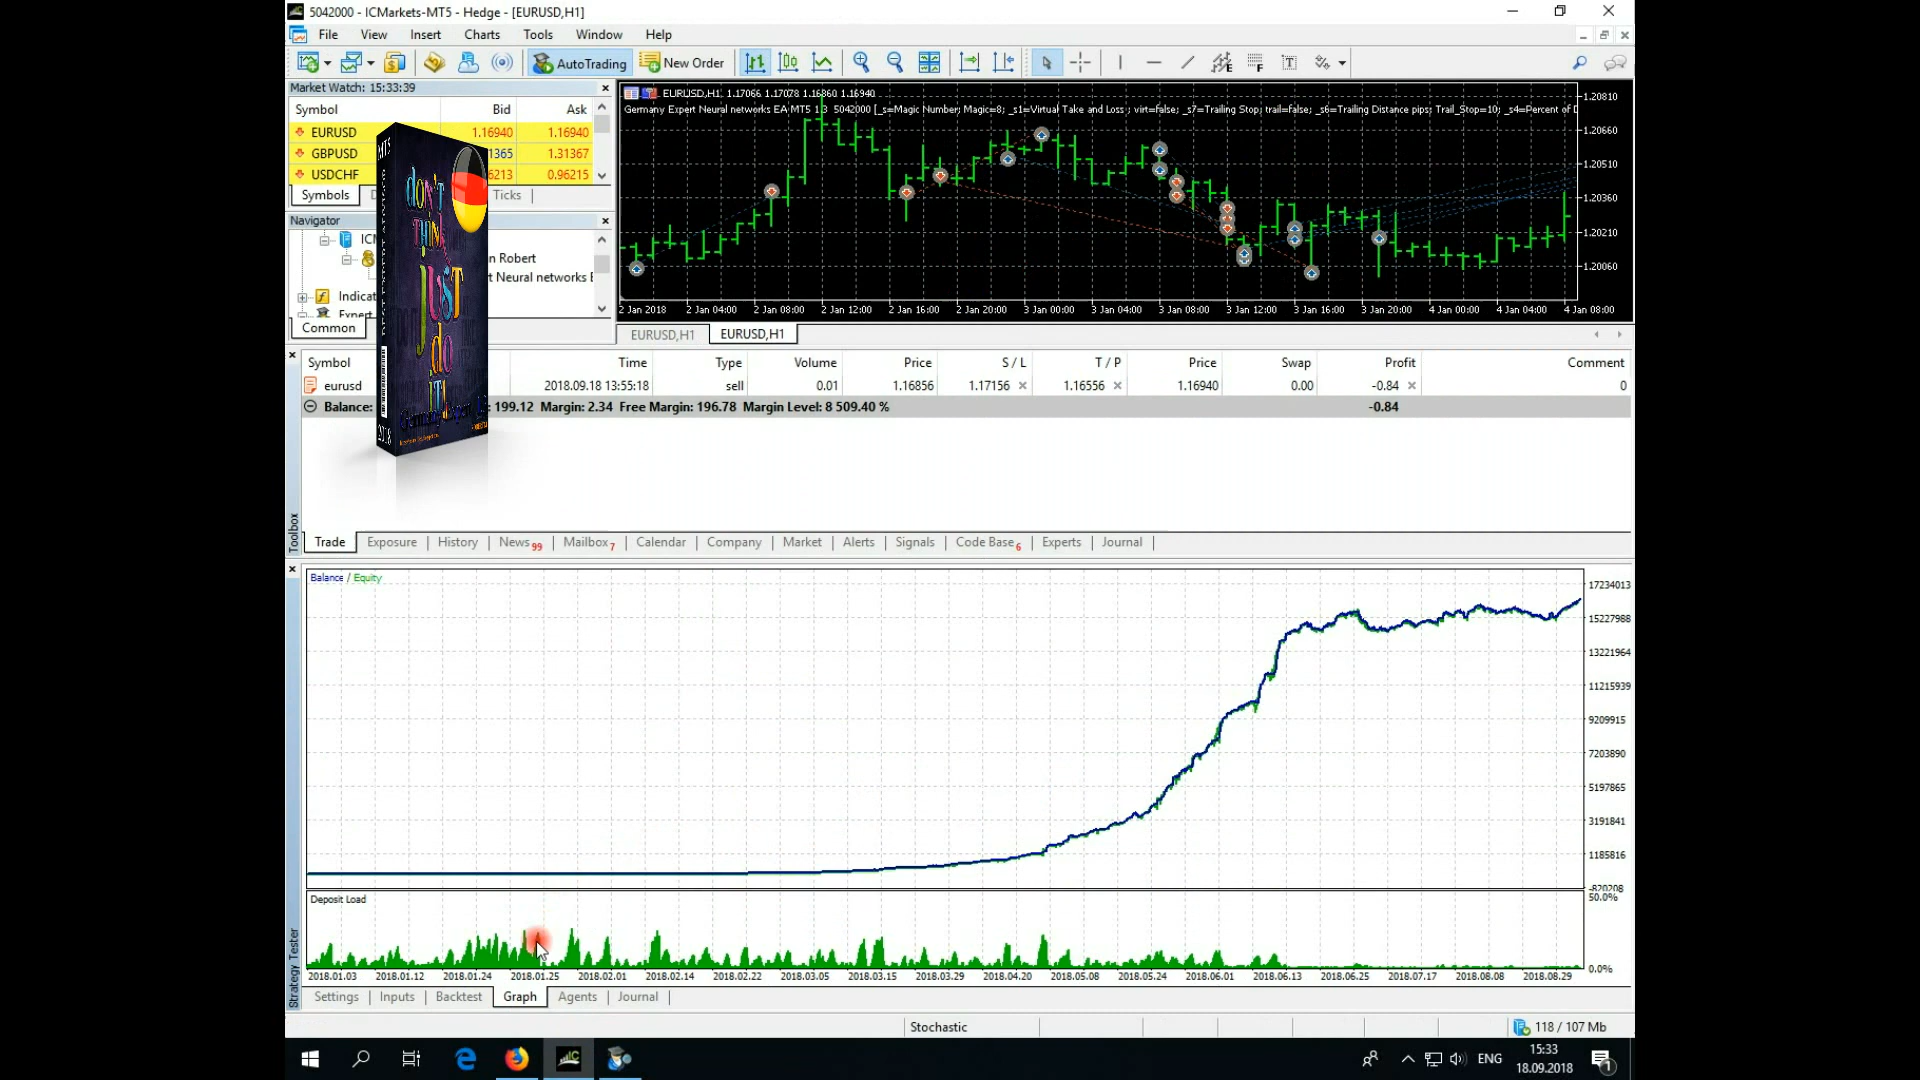 5042000 - ICMarkets-MT5 - Hedge - [EURUSD,H1]
File View Insert Charts Tools Window Help
AutoTrading New Order
Market Watch: 15:33:39
Symbol Bid Ask
EURUSD 1.16940 1.16940
GBPUSD 1365 1.31367
USDCHF 6213 0.96215
Symbols D Ticks
Navigator
n Robert
rt Neural networks E
Indicat
Expert
Common
MT5
don't
THiNK
JUST
do
iT!
2018
EURUSD,H1 1.17066 1.17078 1.16860 1.16940
Germany Expert Neural networks EA MT5 1.3 5042000 [_s=Magic Number; Magic=8; _s1=Virtual Take and Loss ; virt=false; _s7=Trailing Stop; trail=false; _s6=Trailing Distance pips; Trail_Stop=10; _s4=Percent of D
1.20810
1.20660
1.20510
1.20360
1.20210
1.20060
2 Jan 2018 2 Jan 04:00 2 Jan 08:00 2 Jan 12:00 2 Jan 16:00 2 Jan 20:00 3 Jan 00:00 3 Jan 04:00 3 Jan 08:00 3 Jan 12:00 3 Jan 16:00 3 Jan 20:00 4 Jan 00:00 4 Jan 04:00 4 Jan 08:00
EURUSD,H1 EURUSD,H1
Symbol Time Type Volume Price S / L T / P Price Swap Profit Comment
eurusd 2018.09.18 13:55:18 sell 0.01 1.16856 1.17156 1.16556 1.16940 0.00 -0.84 0
Balance: : 199.12 Margin: 2.34 Free Margin: 196.78 Margin Level: 8 509.40 % -0.84
Toolbox
Trade Exposure History News 99 Mailbox 7 Calendar Company Market Alerts Signals Code Base 6 Experts Journal
Balance / Equity
17234013
15227988
13221964
11215939
9209915
7203890
5197865
3191841
1185816
-820208
Deposit Load
50.0%
0.0%
2018.01.03 2018.01.12 2018.01.24 2018.01.25 2018.02.01 2018.02.14 2018.02.22 2018.03.05 2018.03.15 2018.03.29 2018.04.20 2018.05.08 2018.05.24 2018.06.01 2018.06.13 2018.06.25 2018.07.17 2018.08.08 2018.08.29
Strategy Tester
Settings Inputs Backtest Graph Agents Journal
Stochastic 118 / 107 Mb
ENG 15:33
18.09.2018